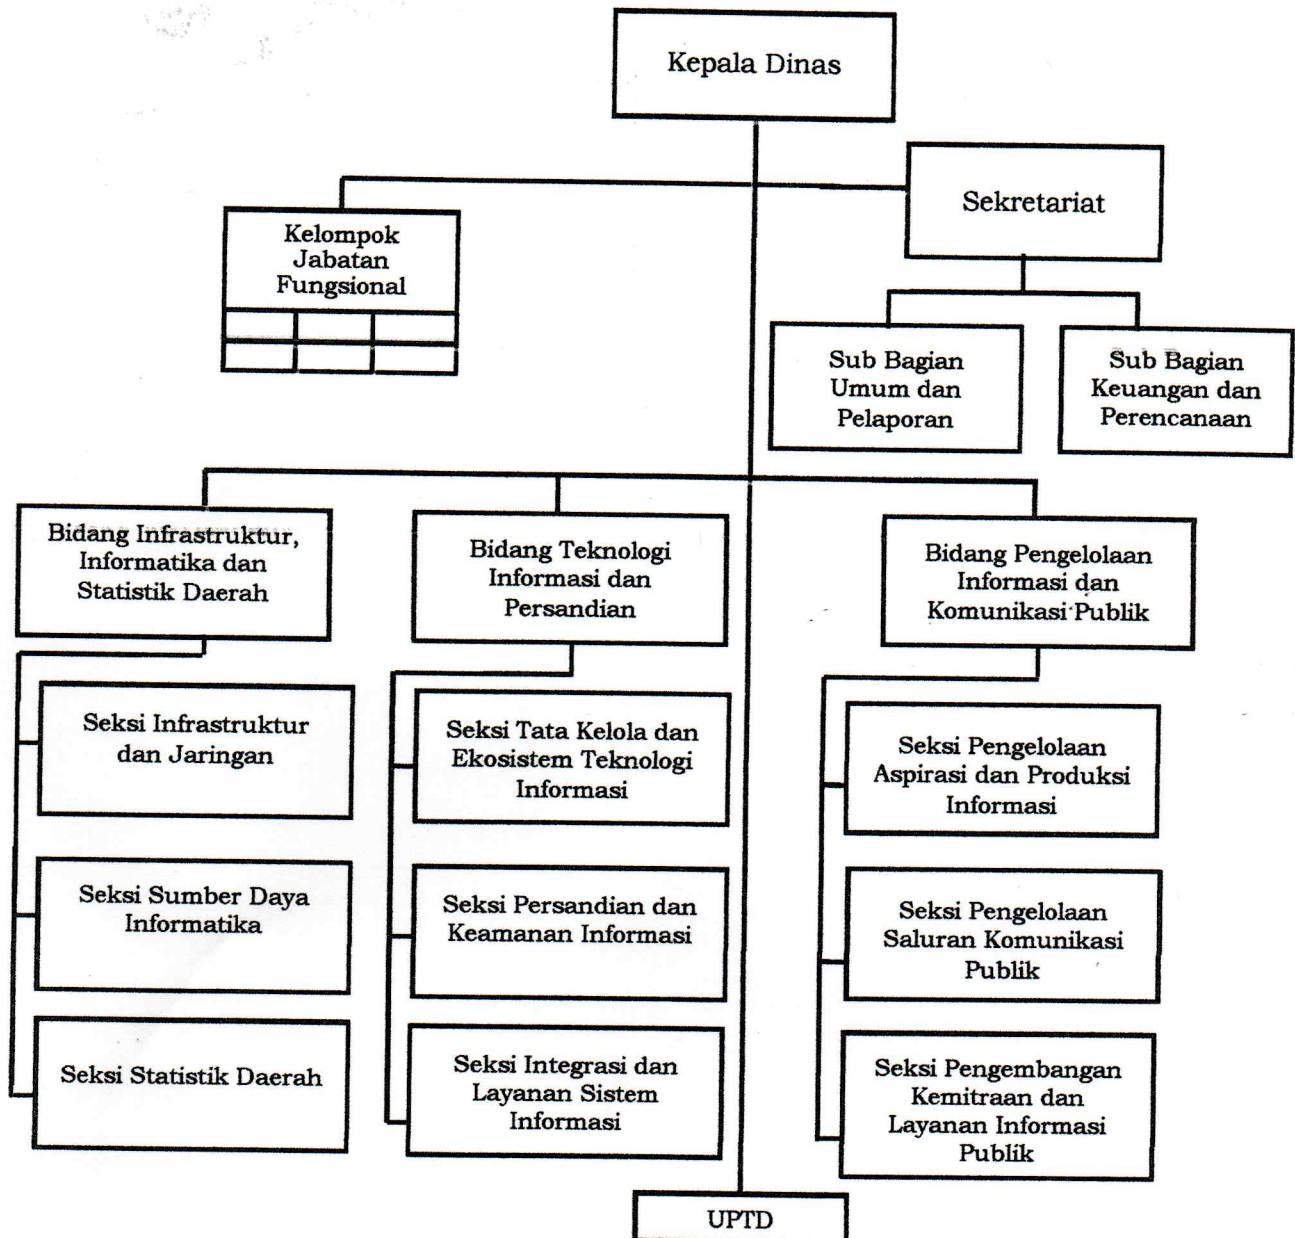 Kepala Dinas
Sekretariat
Kelompok
Jabatan
Fungsional
Sub Bagian
Umum dan
Pelaporan
Sub Bagian
Keuangan dan
Perencanaan
Bidang Infrastruktur,
Informatika dan
Statistik Daerah
Bidang Teknologi
Informasi dan
Persandian
Bidang Pengelolaan
Informasi dan
Komunikasi Publik
Seksi Infrastruktur
dan Jaringan
Seksi Sumber Daya
Informatika
Seksi Statistik Daerah
Seksi Tata Kelola dan
Ekosistem Teknologi
Informasi
Seksi Persandian dan
Keamanan Informasi
Seksi Integrasi dan
Layanan Sistem
Informasi
Seksi Pengelolaan
Aspirasi dan Produksi
Informasi
Seksi Pengelolaan
Saluran Komunikasi
Publik
Seksi Pengembangan
Kemitraan dan
Layanan Informasi
Publik
UPTD